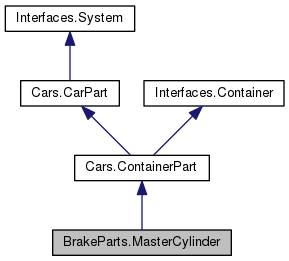 Interfaces.System
Cars.CarPart
Interfaces.Container
Cars.ContainerPart
BrakeParts.MasterCylinder